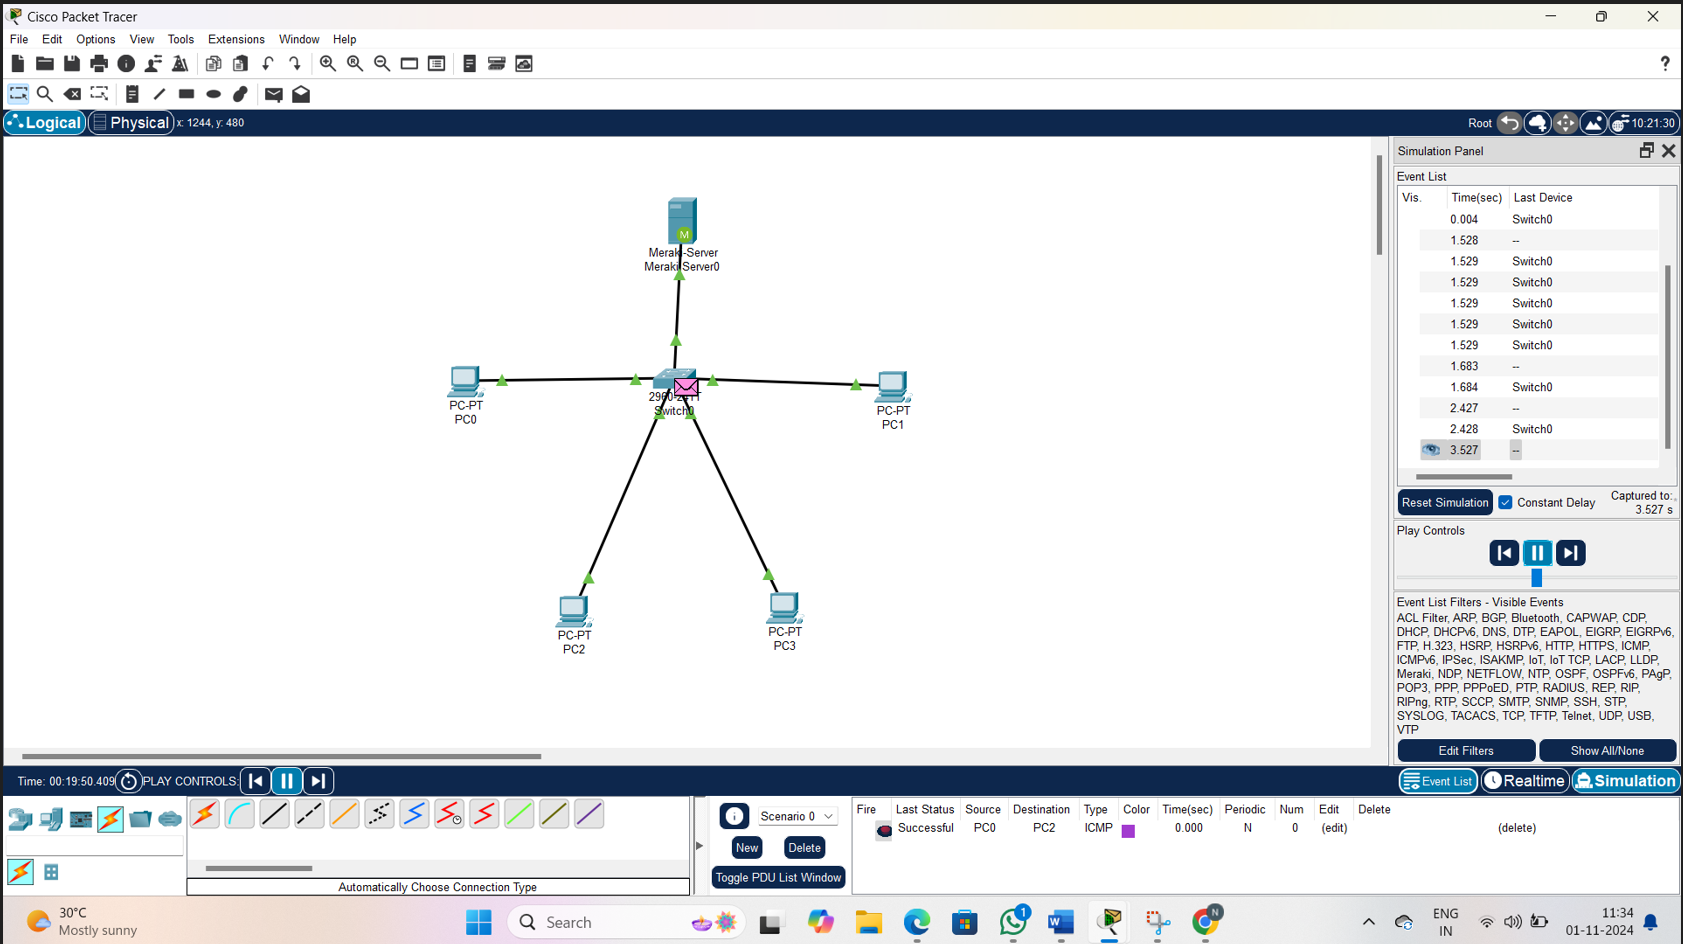 Cisco Packet Tracer
File Edit Options View Tools Extensions Window Help
?
Logical Physical x: 1244, y: 480 Root 10:21:30
Simulation Panel
Event List
Vis. Time(sec) Last Device
0.004 Switch0
1.528 --
1.529 Switch0
1.529 Switch0
1.529 Switch0
1.529 Switch0
1.529 Switch0
1.683 --
1.684 Switch0
2.427 --
2.428 Switch0
3.527 --
Reset Simulation Constant Delay Captured to:
3.527 s
Play Controls
Event List Filters - Visible Events
ACL Filter, ARP, BGP, Bluetooth, CAPWAP, CDP,
DHCP, DHCPv6, DNS, DTP, EAPOL, EIGRP, EIGRPv6,
FTP, H.323, HSRP, HSRPv6, HTTP, HTTPS, ICMP,
ICMPv6, IPSec, ISAKMP, IoT, IoT TCP, LACP, LLDP,
Meraki, NDP, NETFLOW, NTP, OSPF, OSPFv6, PAgP,
POP3, PPP, PPPoED, PTP, RADIUS, REP, RIP,
RIPng, RTP, SCCP, SMTP, SNMP, SSH, STP,
SYSLOG, TACACS, TCP, TFTP, Telnet, UDP, USB,
VTP
Edit Filters Show All/None
Event List Realtime Simulation
M
Meraki-Server
Meraki Server0
PC-PT
PC0
Switch0
PC-PT
PC1
PC-PT
PC2
PC-PT
PC3
Time: 00:19:50.409 PLAY CONTROLS:
Automatically Choose Connection Type
Scenario 0
New Delete
Toggle PDU List Window
Fire Last Status Source Destination Type Color Time(sec) Periodic Num Edit Delete
Successful PC0 PC2 ICMP 0.000 N 0 (edit) (delete)
30°C
Mostly sunny
Search
1
N
ENG
IN
11:34
01-11-2024